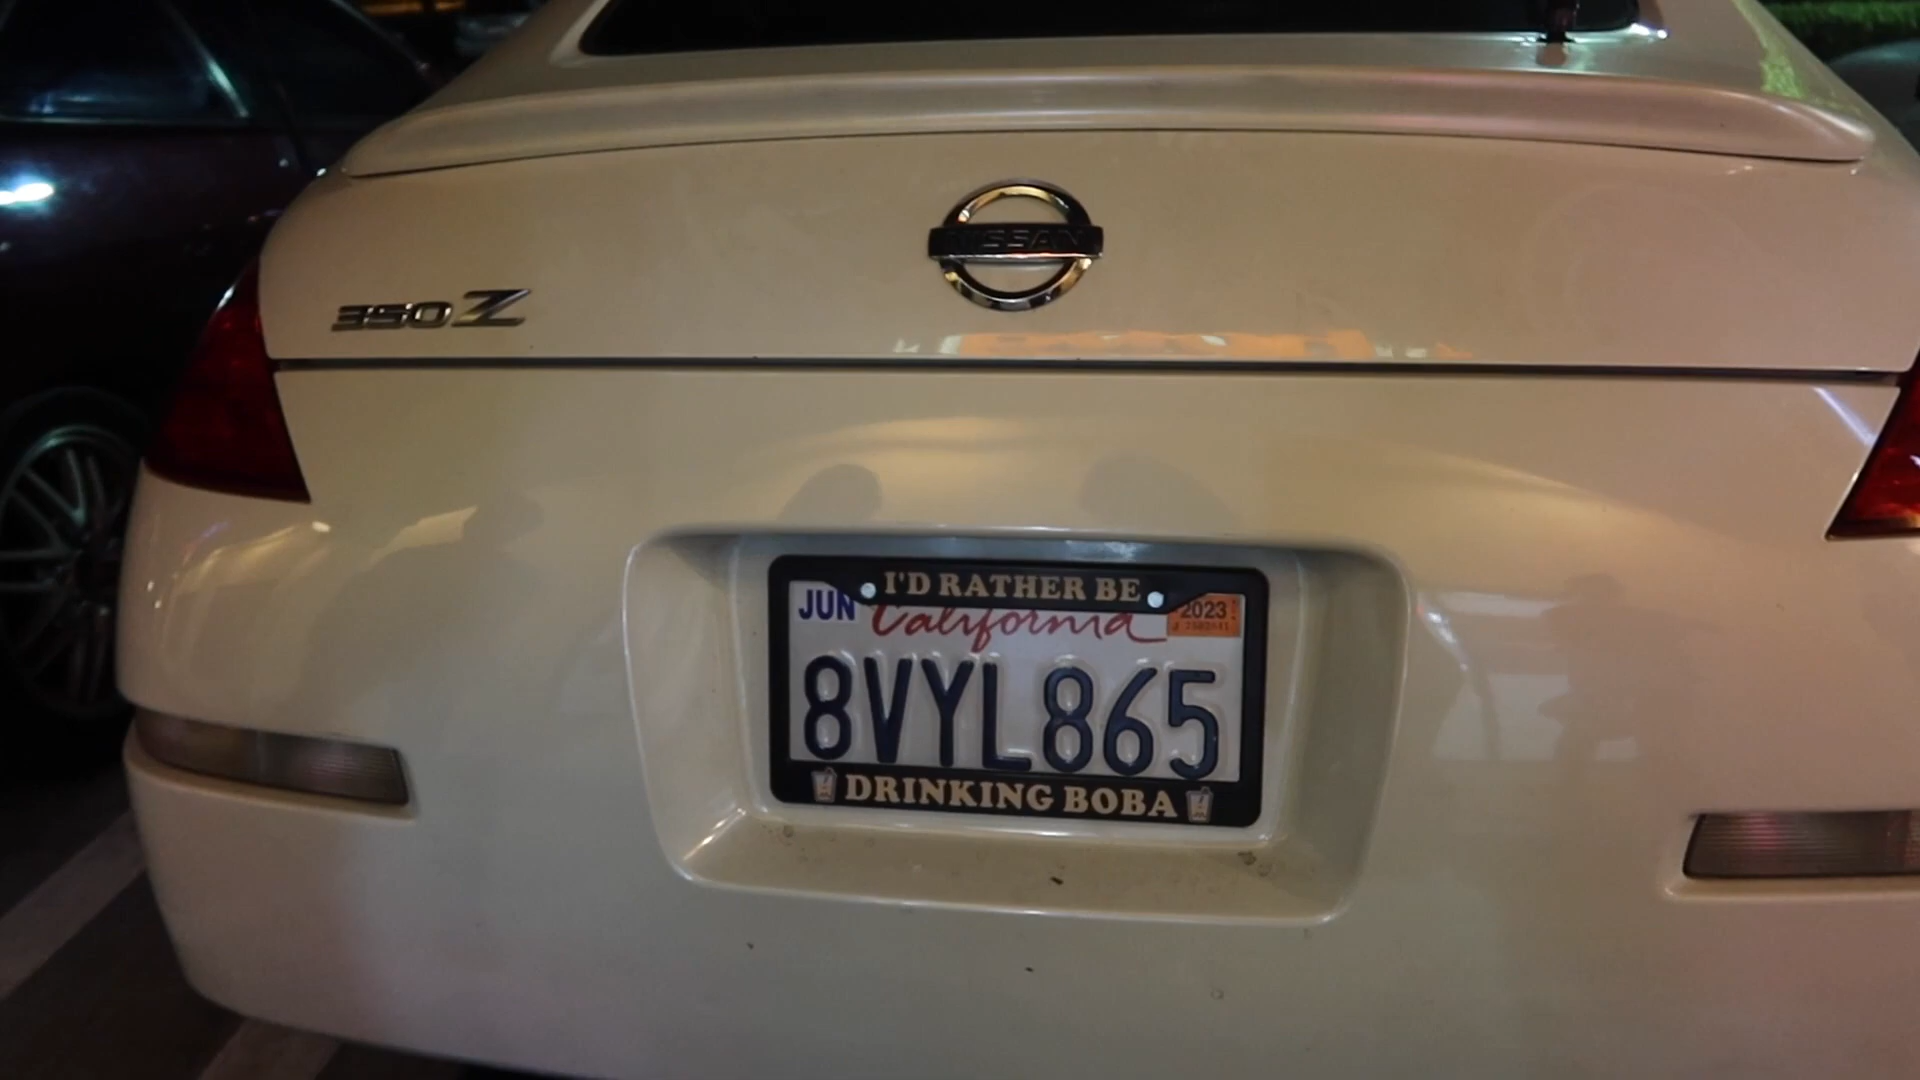 NISSAN
350Z
I'D RATHER BE
JUN California 2023
8VYL865
DRINKING BOBA